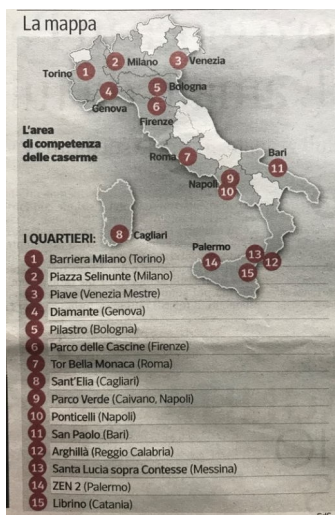 La mappa
2 Milano
3 Venezia
Torino 1
4
Genova
5 Bologna
6
Firenze
L'area
di competenza
delle caserme
Roma 7
Bari
11
Napoli 9
10
8 Cagliari
Palermo
14
13
12
15
I QUARTIERI:
1 Barriera Milano (Torino)
2 Piazza Selinunte (Milano)
3 Piave (Venezia Mestre)
4 Diamante (Genova)
5 Pilastro (Bologna)
6 Parco delle Cascine (Firenze)
7 Tor Bella Monaca (Roma)
8 Sant'Elia (Cagliari)
9 Parco Verde (Caivano, Napoli)
10 Ponticelli (Napoli)
11 San Paolo (Bari)
12 Arghillà (Reggio Calabria)
13 Santa Lucia sopra Contesse (Messina)
14 ZEN 2 (Palermo)
15 Librino (Catania)